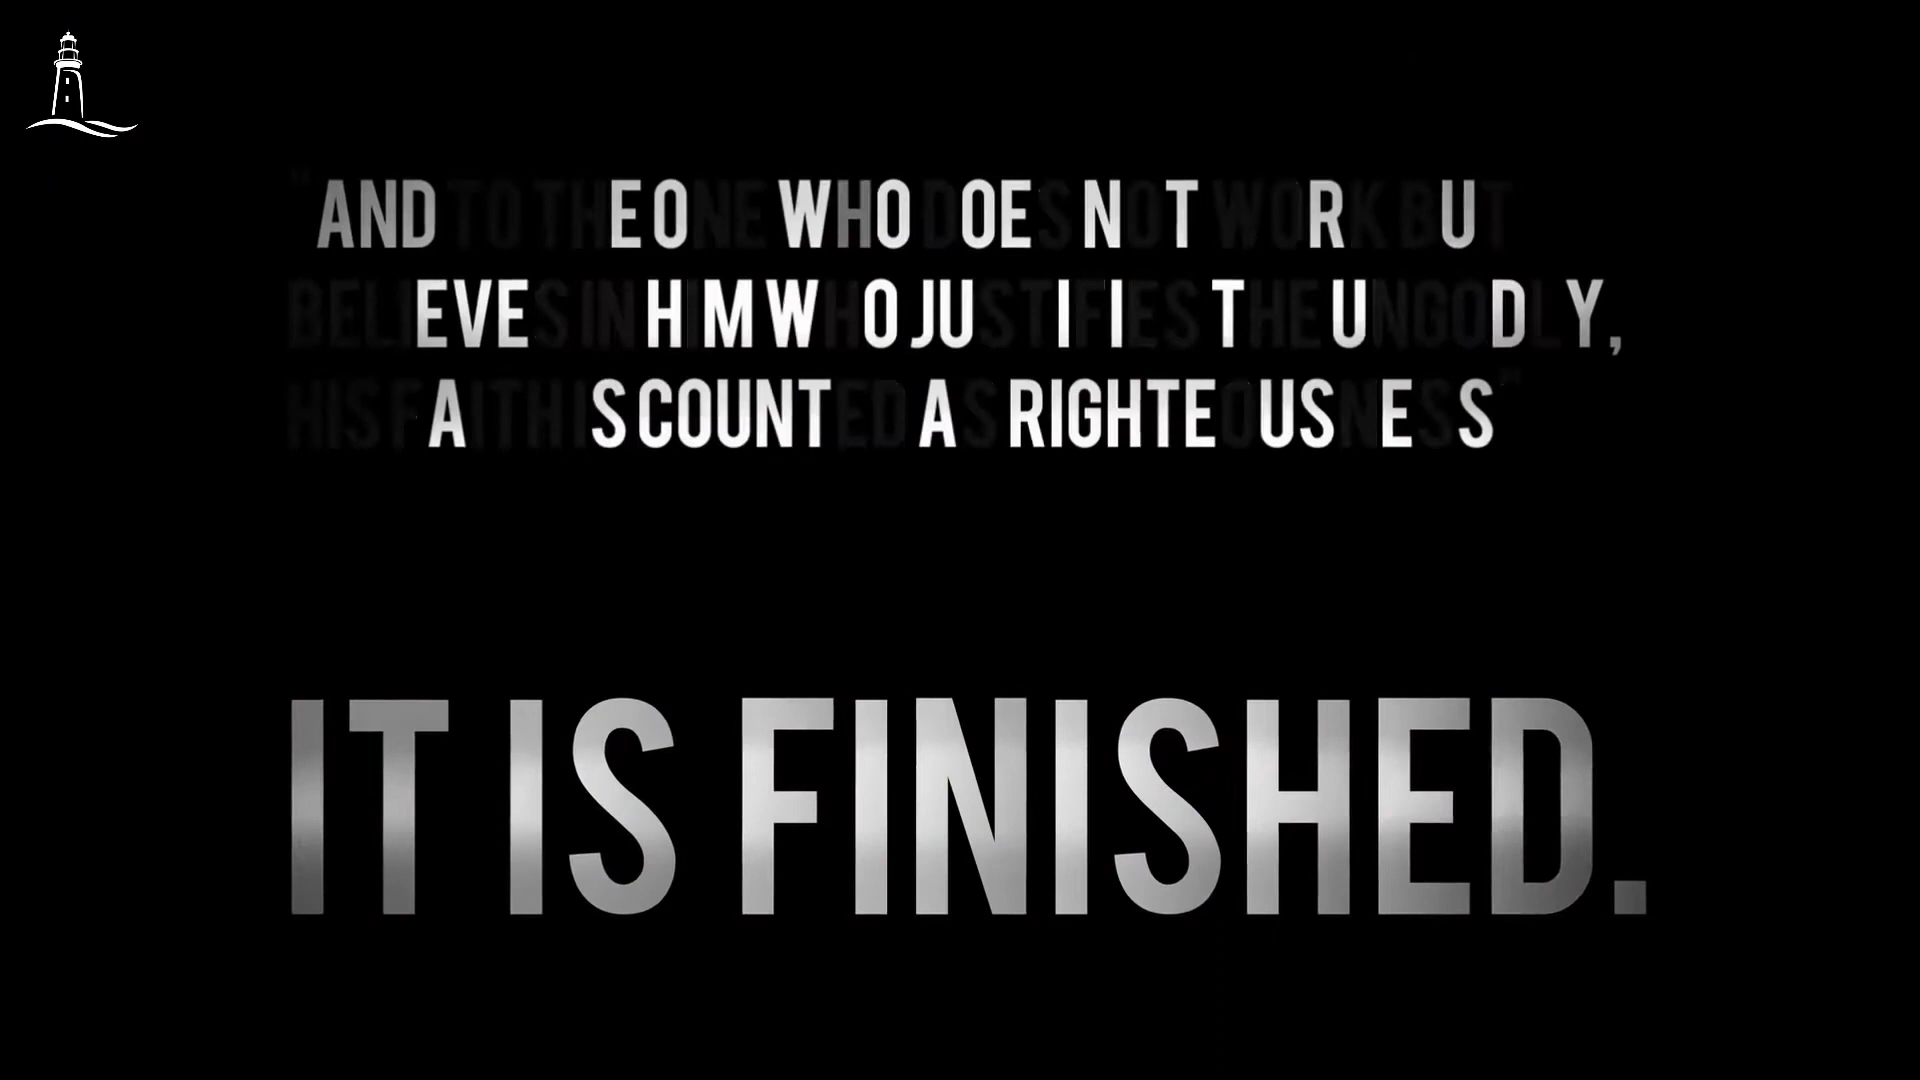 "AND TO THE ONE WHO DOES NOT WORK BUT
BELIEVES IN HIM WHO JUSTIFIES THE UNGODLY,
HIS FAITH IS COUNTED AS RIGHTEOUSNESS"
IT IS FINISHED.